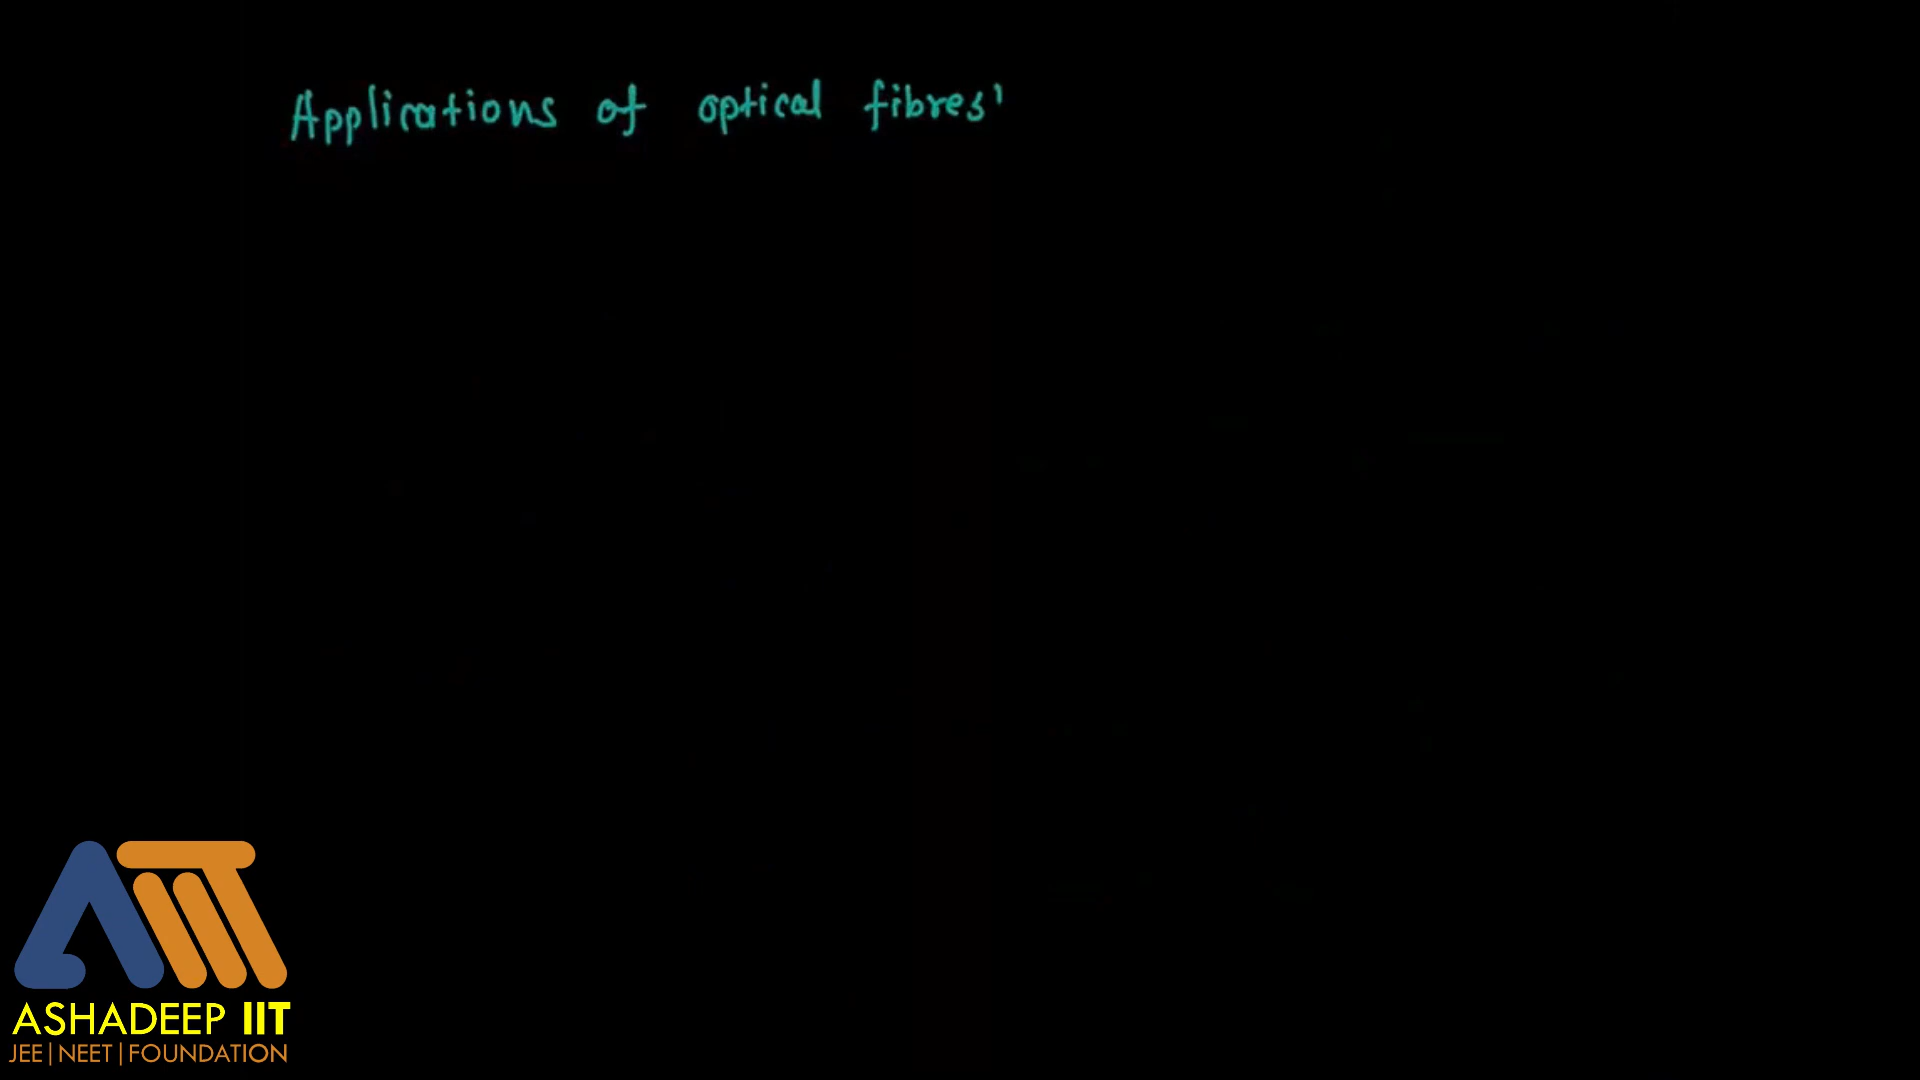 Applications of optical fibres'
ASHADEEP IIT
JEE | NEET | FOUNDATION